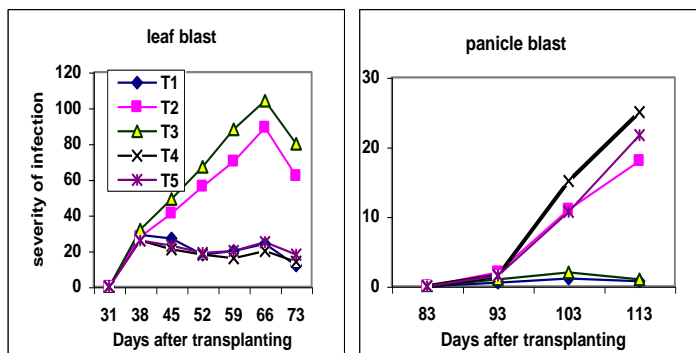 leaf blast
120
100
80
60
40
20
0
severity of infection
T1
T2
T3
T4
T5
31 38 45 52 59 66 73
Days after transplanting
panicle blast
30
20
10
0
83 93 103 113
Days after transplanting